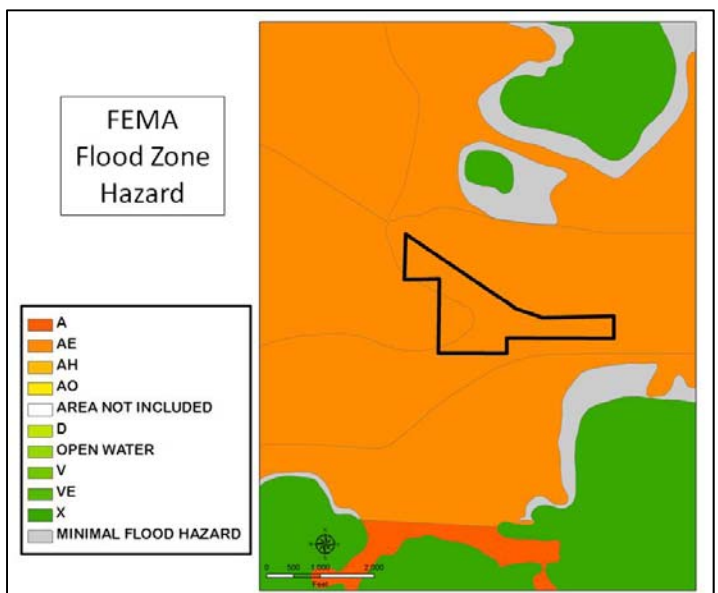 FEMA
Flood Zone
Hazard
A
AE
AH
AO
AREA NOT INCLUDED
D
OPEN WATER
V
VE
X
MINIMAL FLOOD HAZARD
0 500 1,000 2,000
Feet